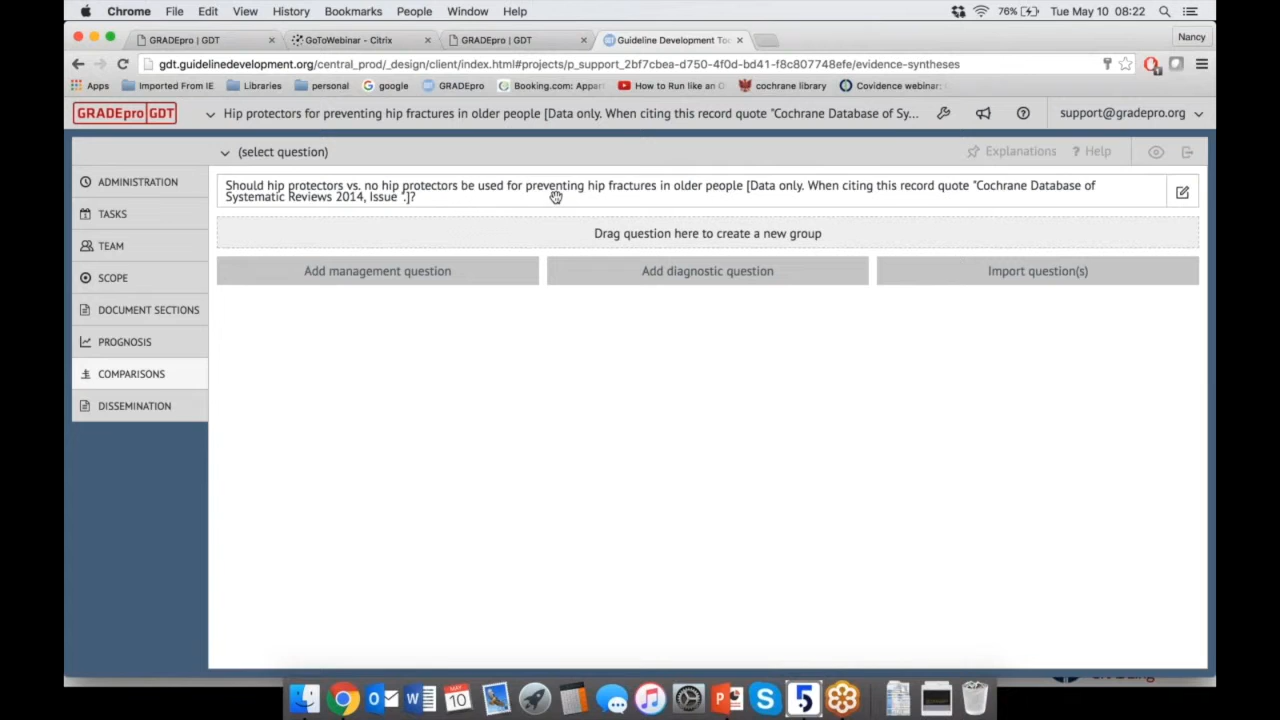 Chrome File Edit View History Bookmarks People Window Help 76% Tue May 10 08:22
GRADEpro | GDT GoToWebinar - Citrix GRADEpro | GDT Guideline Development Too Nancy
gdt.guidelinedevelopment.org/central_prod/_design/client/index.html#projects/p_support_2bf7cbea-d750-4f0d-bd41-f8c807748efe/evidence-syntheses
Apps Imported From IE Libraries personal google GRADEpro Booking.com: Appart How to Run like an cochrane library Covidence webinar:
GRADEpro GDT Hip protectors for preventing hip fractures in older people [Data only. When citing this record quote "Cochrane Database of Sy... support@gradepro.org
(select question) Explanations ? Help
ADMINISTRATION
TASKS
TEAM
SCOPE
DOCUMENT SECTIONS
PROGNOSIS
COMPARISONS
DISSEMINATION
Should hip protectors vs. no hip protectors be used for preventing hip fractures in older people [Data only. When citing this record quote "Cochrane Database of
Systematic Reviews 2014, Issue ".]?
Drag question here to create a new group
Add management question Add diagnostic question Import question(s)